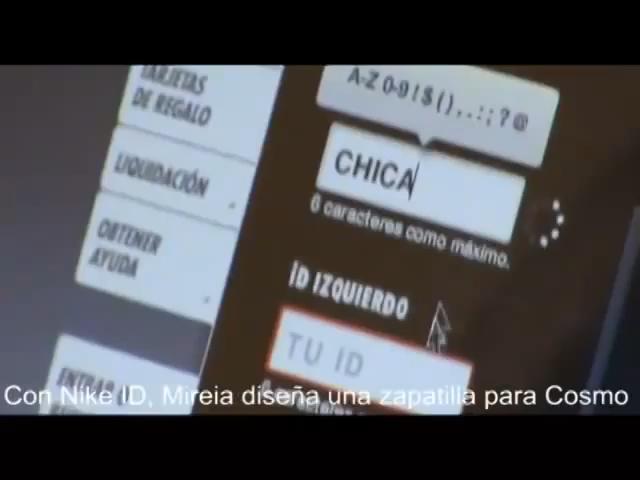 TARJETAS
DE REGALO
LIQUIDACIÓN
OBTENER
AYUDA
A-Z 0-9 ! $ ( ) , . : ; ? @
CHICA
6 caracteres como máximo.
ID IZQUIERDO
TU ID
caracteres
Con Nike ID, Mireia diseña una zapatilla para Cosmo